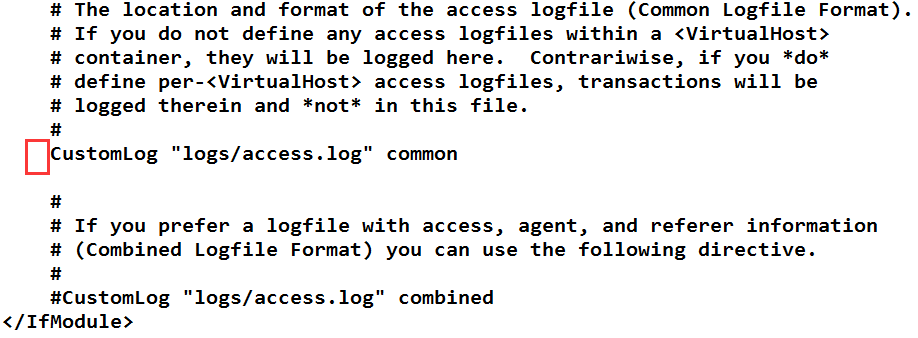 # The location and format of the access logfile (Common Logfile Format).
# If you do not define any access logfiles within a <VirtualHost>
# container, they will be logged here.  Contrariwise, if you *do*
# define per-<VirtualHost> access logfiles, transactions will be
# logged therein and *not* in this file.
#
CustomLog "logs/access.log" common
#
# If you prefer a logfile with access, agent, and referer information
# (Combined Logfile Format) you can use the following directive.
#
#CustomLog "logs/access.log" combined
</IfModule>